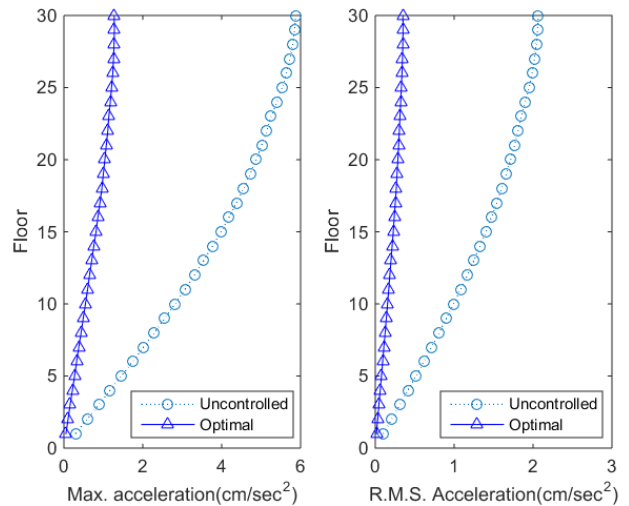 30
25
20
15
10
5
0
Floor
Uncontrolled
Optimal
0 2 4 6
Max. acceleration(cm/sec²)
30
25
20
15
10
5
0
Floor
Uncontrolled
Optimal
0 1 2 3
R.M.S. Acceleration(cm/sec²)